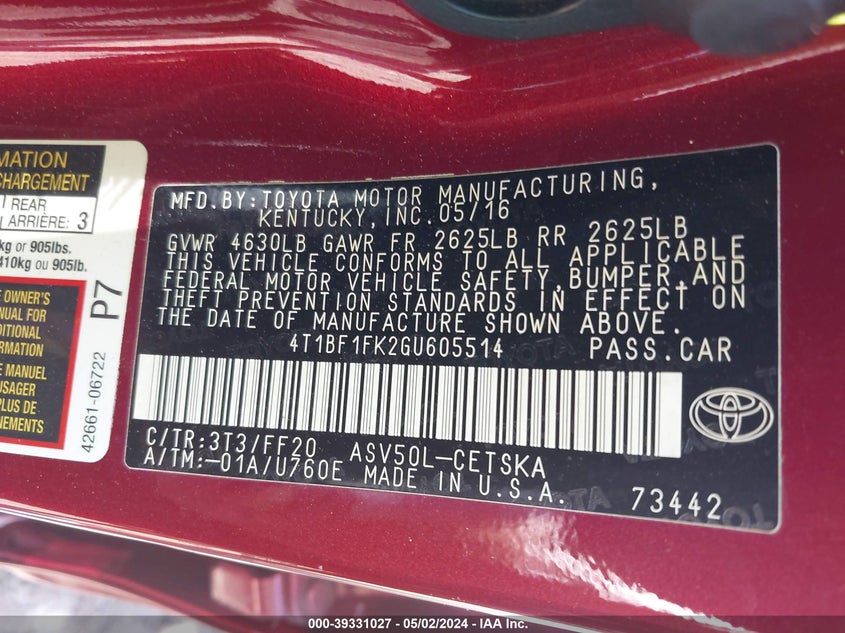 MATION
CHARGEMENT
REAR
ARRIÈRE: 3
kg or 905lbs.
410kg ou 905lb.
OWNER'S
NUAL FOR
DITIONAL
ORMATION
MANUEL
USAGER
PLUS DE
NEMENTS
P7
42661-06722
MFD.BY:TOYOTA MOTOR MANUFACTURING,
KENTUCKY,INC.05/16
GVWR 4630LB GAWR FR 2625LB RR 2625LB
THIS VEHICLE CONFORMS TO ALL APPLICABLE
FEDERAL MOTOR VEHICLE SAFETY,BUMPER,AND
THEFT PREVENTION STANDARDS IN EFFECT ON
THE DATE OF MANUFACTURE SHOWN ABOVE.
4T1BF1FK2GU605514 PASS.CAR
C/TR:3T3/FF20 ASV50L-CETSKA
A/TM:-01A/U760E MADE IN U.S.A.
73442
000-39331027 - 05/02/2024 - IAA Inc.